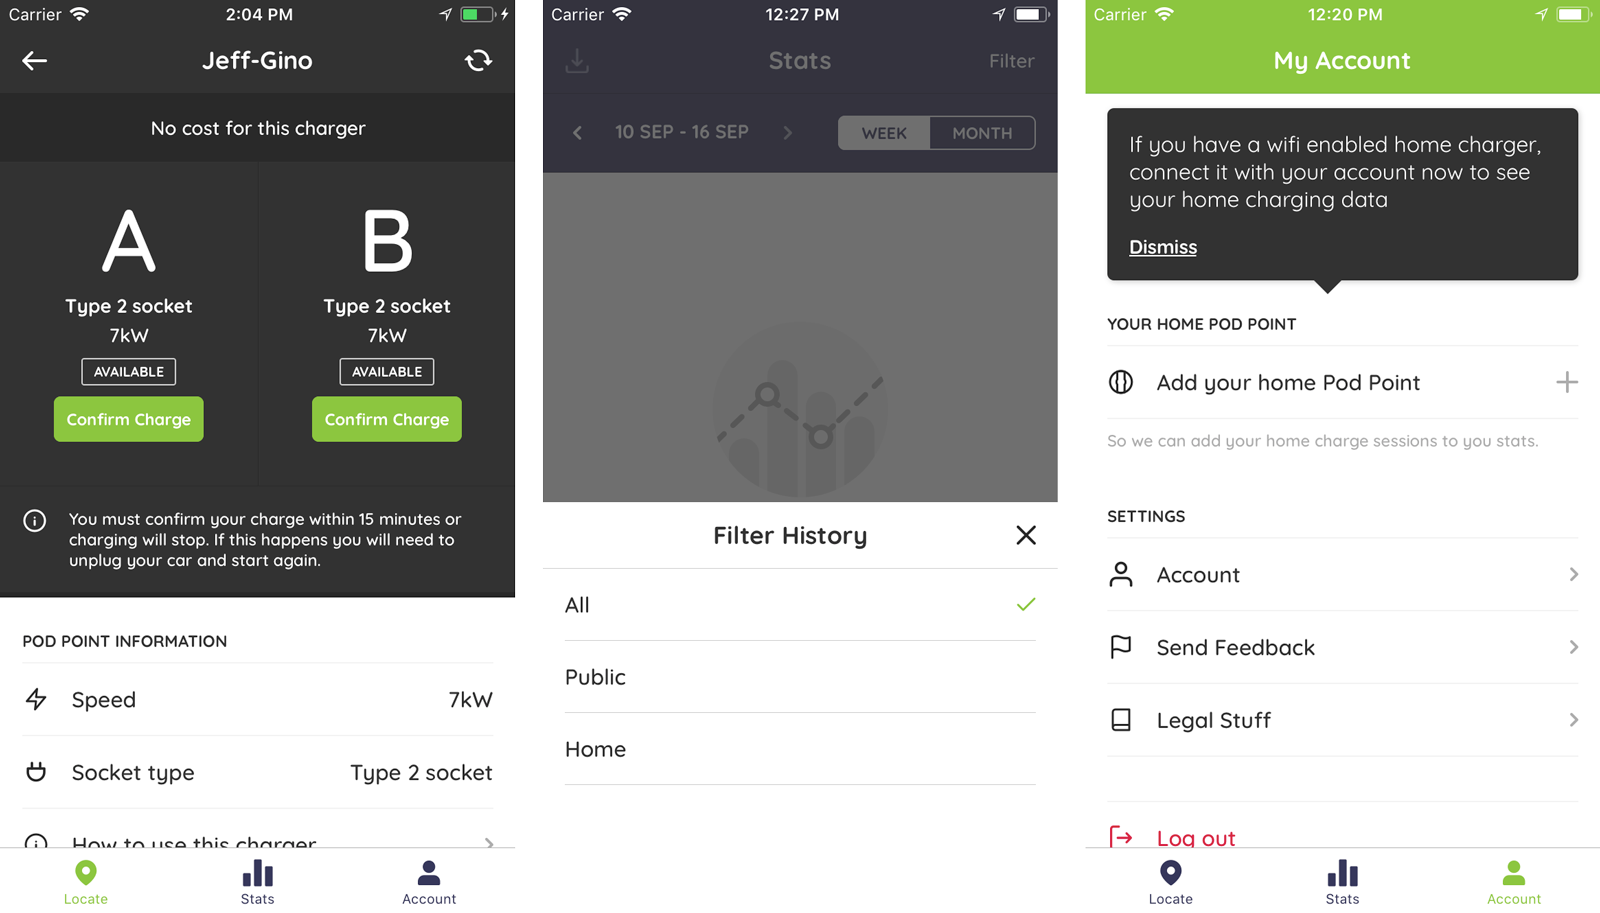 Carrier 2:04 PM
Jeff-Gino
No cost for this charger
A
Type 2 socket
7kW
AVAILABLE
Confirm Charge
B
Type 2 socket
7kW
AVAILABLE
Confirm Charge
You must confirm your charge within 15 minutes or
charging will stop. If this happens you will need to
unplug your car and start again.
POD POINT INFORMATION
Speed 7kW
Socket type Type 2 socket
How to use this charger
Locate Stats Account
Carrier 12:27 PM
Stats Filter
10 SEP - 16 SEP WEEK MONTH
Filter History
All
Public
Home
Carrier 12:20 PM
My Account
If you have a wifi enabled home charger,
connect it with your account now to see
your home charging data
Dismiss
YOUR HOME POD POINT
Add your home Pod Point
So we can add your home charge sessions to you stats.
SETTINGS
Account
Send Feedback
Legal Stuff
Log out
Locate Stats Account